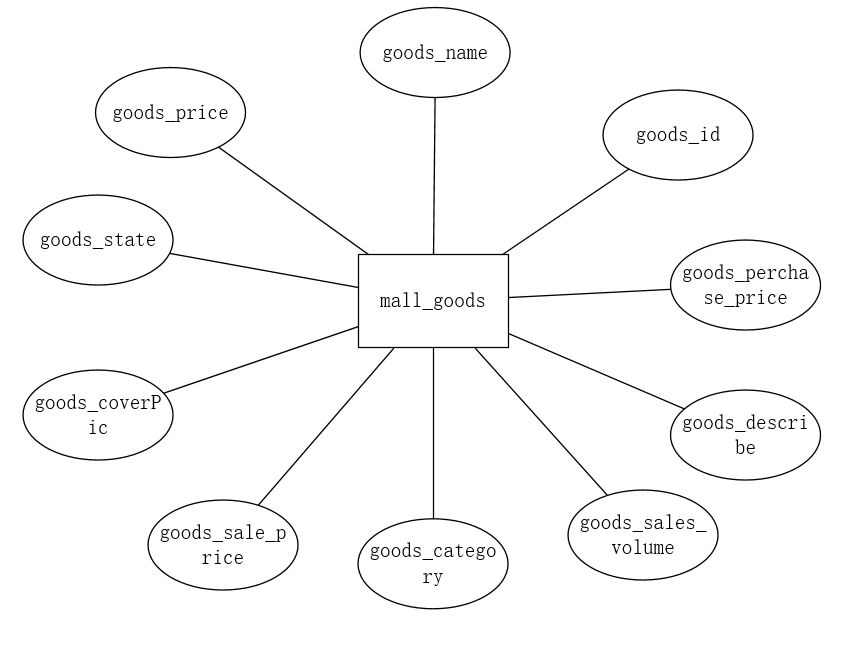 goods_name
goods_price
goods_id
goods_state
goods_percha
se_price
mall_goods
goods_coverP
ic
goods_descri
be
goods_sale_p
rice
goods_catego
ry
goods_sales_
volume